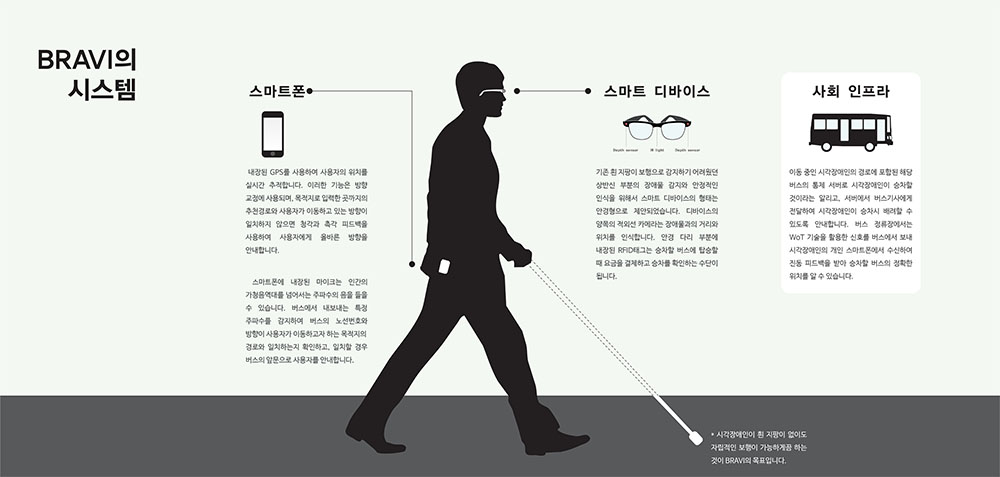 BRAVI의
시스템
스마트폰
내장된 GPS를 사용하여 사용자의 위치를
실시간 추적합니다. 이러한 기능은 방향
교정에 사용되며, 목적지로 입력한 곳까지의
추천경로와 사용자가 이동하고 있는 방향이
일치하지 않으면 청각과 촉각 피드백을
사용하여 사용자에게 올바른 방향을
안내합니다.
스마트폰에 내장된 마이크는 인간의
가청음역대를 넘어서는 주파수의 음을 들을
수 있습니다. 버스에서 내보내는 특정
주파수를 감지하여 버스의 노선번호와
방향이 사용자가 이동하고자 하는 목적지의
경로와 일치하는지 확인하고, 일치할 경우
버스의 앞문으로 사용자를 안내합니다.
스마트 디바이스
Depth sensor IR light Depth sensor
기존 흰 지팡이 보행으로 감지하기 어려웠던
상반신 부분의 장애물 감지와 안정적인
인식을 위해서 스마트 디바이스의 형태는
안경형으로 제안되었습니다. 디바이스의
양쪽의 적외선 카메라는 장애물과의 거리와
위치를 인식합니다. 안경 다리 부분에
내장된 RFID태그는 승차할 버스에 탑승할
때 요금을 결제하고 승차를 확인하는 수단이
됩니다.
사회 인프라
이동 중인 시각장애인의 경로에 포함된 해당
버스의 통제 서버로 시각장애인이 승차할
것이라는 알리고, 서버에서 버스기사에게
전달하여 시각장애인이 승차시 배려할 수
있도록 안내합니다. 버스 정류장에서는
WoT 기술을 활용한 신호를 버스에서 보내
시각장애인의 개인 스마트폰에서 수신하여
진동 피드백을 받아 승차할 버스의 정확한
위치를 알 수 있습니다.
* 시각장애인이 흰 지팡이 없이도
자립적인 보행이 가능하게끔 하는
것이 BRAVI의 목표입니다.